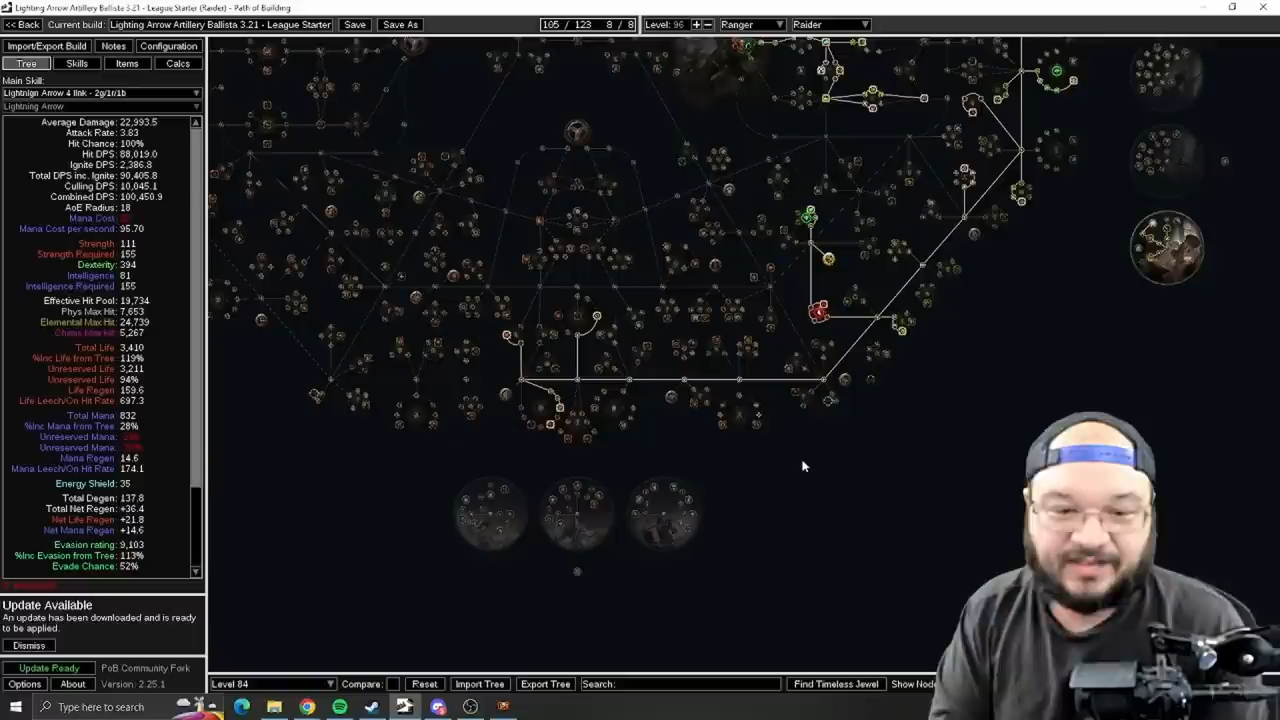 Lighting Arrow Artillery Ballista 3.21 - League Starter (Raider) - Path of Building
<< Back
Current build: Lighting Arrow Artillery Ballista 3.21 - League Starter
Save
Save As
105 / 123 8 / 8
Level: 96
Ranger
Raider
Import/Export Build
Notes
Configuration
Tree
Skills
Items
Calcs
Main Skill:
Lightnign Arrow 4 link - 2g/1r/1b
Lightning Arrow
Average Damage: 22,993.5
Attack Rate: 3.83
Hit Chance: 100%
Hit DPS: 88,019.0
Ignite DPS: 2,386.8
Total DPS inc. Ignite: 90,405.8
Culling DPS: 10,045.1
Combined DPS: 100,450.9
AoE Radius: 18
Mana Cost:
Mana Cost per second: 95.70
Strength: 111
Strength Required: 155
Dexterity: 394
Intelligence: 81
Intelligence Required: 155
Effective Hit Pool: 19,734
Phys Max Hit: 7,653
Elemental Max Hit: 24,739
Chaos Max Hit: 5,267
Total Life: 3,410
%Inc Life from Tree: 119%
Unreserved Life: 3,211
Unreserved Life: 94%
Life Regen: 159.6
Life Leech/On Hit Rate: 697.3
Total Mana: 832
%Inc Mana from Tree: 28%
Unreserved Mana:
Unreserved Mana:
Mana Regen: 14.6
Mana Leech/On Hit Rate: 174.1
Energy Shield: 35
Total Degen: 137.8
Total Net Regen: +36.4
Net Life Regen: +21.8
Net Mana Regen: +14.6
Evasion rating: 9,103
%Inc Evasion from Tree: 113%
Evade Chance: 52%
Update Available
An update has been downloaded and is ready
to be applied.
Dismiss
Update Ready
PoB Community Fork
Options
About
Version: 2.25.1
Level 84
Compare:
Reset
Import Tree
Export Tree
Search:
Find Timeless Jewel
Show Node
Type here to search